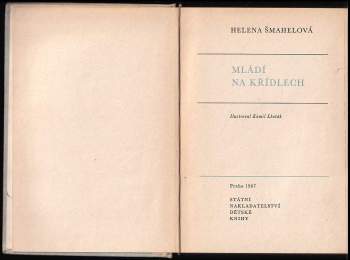 HELENA ŠMAHELOVÁ
MLÁDÍ
NA KŘÍDLECH
Ilustroval Kamil Lhoták
Praha 1967
STÁTNÍ
NAKLADATELSTVÍ
DĚTSKÉ
KNIHY